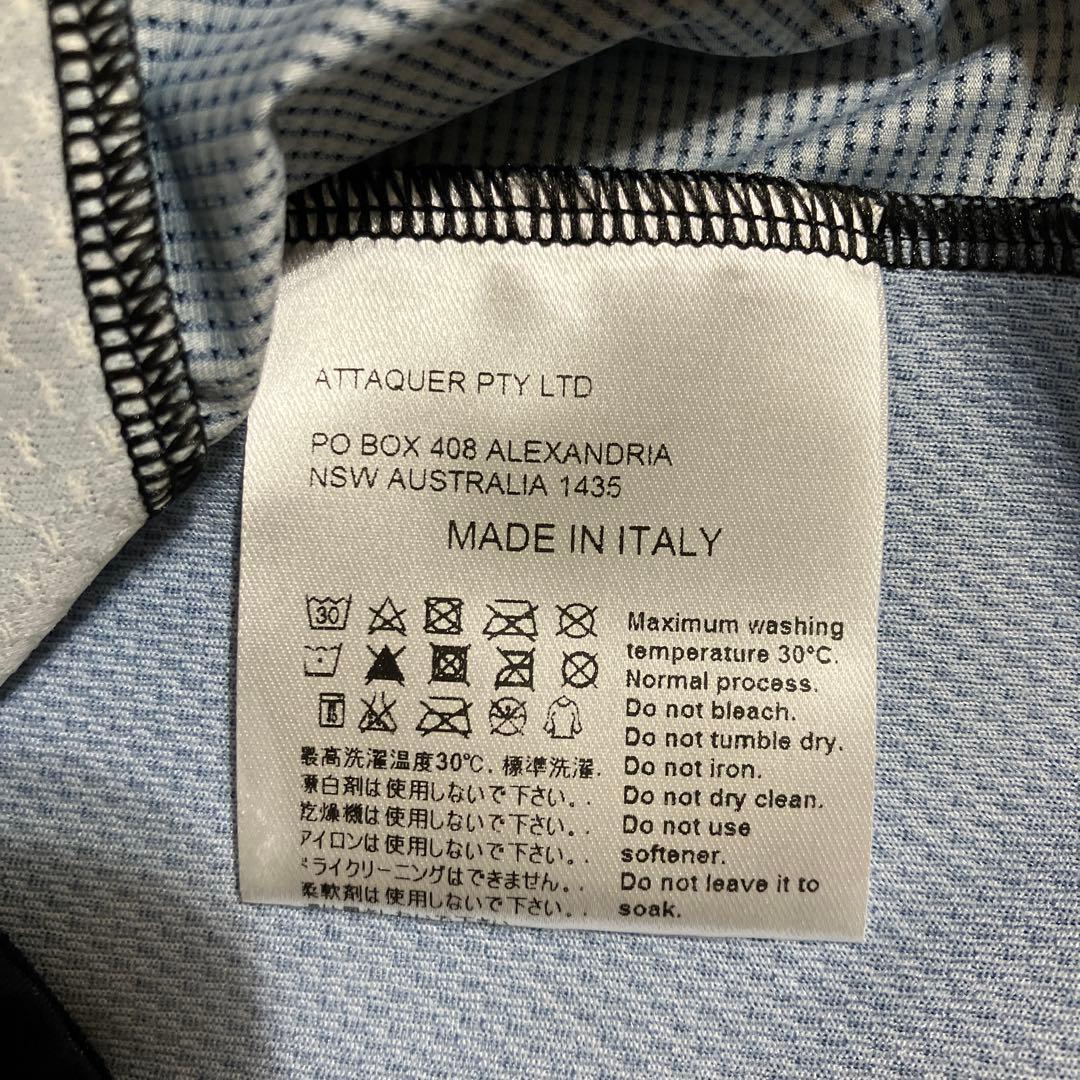 ATTAQUER PTY LTD
PO BOX 408 ALEXANDRIA
NSW AUSTRALIA 1435
MADE IN ITALY
30
Maximum washing
temperature 30°C.
Normal process.
Do not bleach.
Do not tumble dry.
Do not iron.
Do not dry clean.
Do not use
softener.
Do not leave it to
soak.
最高洗濯温度30℃. 標準洗濯.
漂白剤は使用しないで下さい。.
乾燥機は使用しないで下さい。.
アイロンは使用しないで下さい。.
ドライクリーニングはできません。.
柔軟剤は使用しないで下さい。.